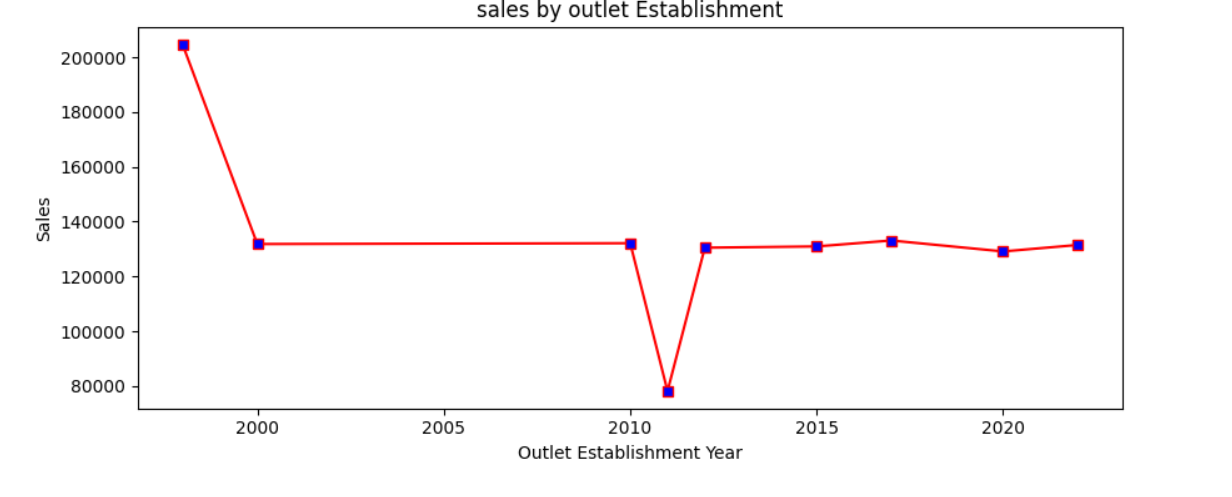 sales by outlet Establishment
200000
180000
160000
140000
120000
100000
80000
Sales
2000 2005 2010 2015 2020
Outlet Establishment Year